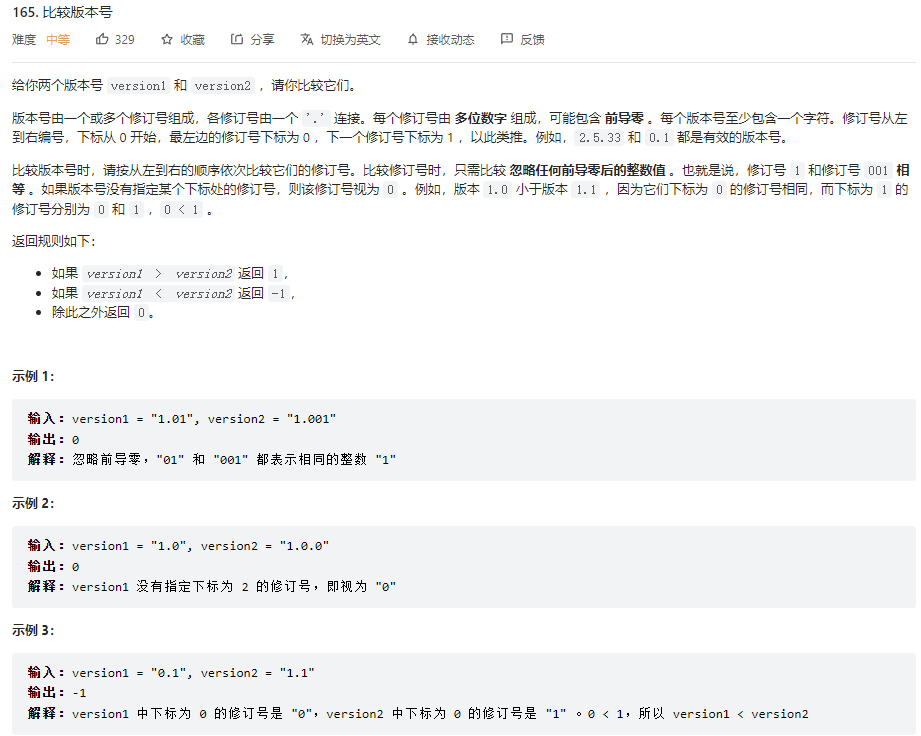 165. 比较版本号
难度 中等 329 收藏 分享 切换为英文 接收动态 反馈
给你两个版本号 version1 和 version2 ，请你比较它们。
版本号由一个或多个修订号组成，各修订号由一个 '.' 连接。每个修订号由 多位数字 组成，可能包含 前导零 。每个版本号至少包含一个字符。修订号从左
到右编号，下标从 0 开始，最左边的修订号下标为 0 ，下一个修订号下标为 1 ，以此类推。例如，2.5.33 和 0.1 都是有效的版本号。
比较版本号时，请按从左到右的顺序依次比较它们的修订号。比较修订号时，只需比较 忽略任何前导零后的整数值 。也就是说，修订号 1 和修订号 001 相
等 。如果版本号没有指定某个下标处的修订号，则该修订号视为 0 。例如，版本 1.0 小于版本 1.1 ，因为它们下标为 0 的修订号相同，而下标为 1 的
修订号分别为 0 和 1 ，0 < 1 。
返回规则如下：
• 如果 version1 > version2 返回 1，
• 如果 version1 < version2 返回 -1，
• 除此之外返回 0。
示例 1：
输入：version1 = "1.01", version2 = "1.001"
输出：0
解释：忽略前导零，"01" 和 "001" 都表示相同的整数 "1"
示例 2：
输入：version1 = "1.0", version2 = "1.0.0"
输出：0
解释：version1 没有指定下标为 2 的修订号，即视为 "0"
示例 3：
输入：version1 = "0.1", version2 = "1.1"
输出：-1
解释：version1 中下标为 0 的修订号是 "0"，version2 中下标为 0 的修订号是 "1" 。0 < 1，所以 version1 < version2